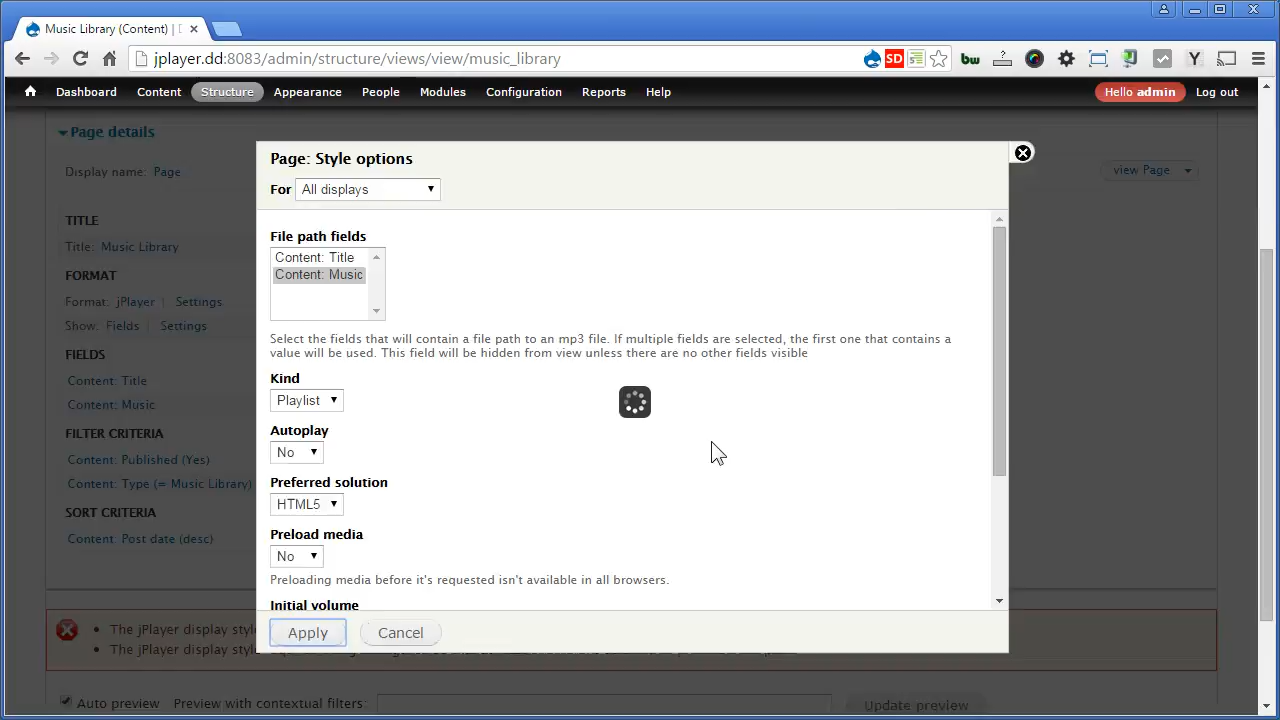 Music Library (Content) |
jplayer.dd:8083/admin/structure/views/view/music_library
SD
bw
Y
Dashboard Content Structure Appearance People Modules Configuration Reports Help Hello admin Log out
Page details
Display name: Page
view Page
TITLE
Title: Music Library
FORMAT
Format: jPlayer | Settings
Show: Fields | Settings
FIELDS
Content: Title
Content: Music
FILTER CRITERIA
Content: Published (Yes)
Content: Type (= Music Library)
SORT CRITERIA
Content: Post date (desc)
Page: Style options
For All displays
File path fields
Content: Title
Content: Music
Select the fields that will contain a file path to an mp3 file. If multiple fields are selected, the first one that contains a
value will be used. This field will be hidden from view unless there are no other fields visible
Kind
Playlist
Autoplay
No
Preferred solution
HTML5
Preload media
No
Preloading media before it's requested isn't available in all browsers.
Initial volume
Apply Cancel
The jPlayer display
The jPlayer display
Auto preview Preview with contextual filters: Update preview